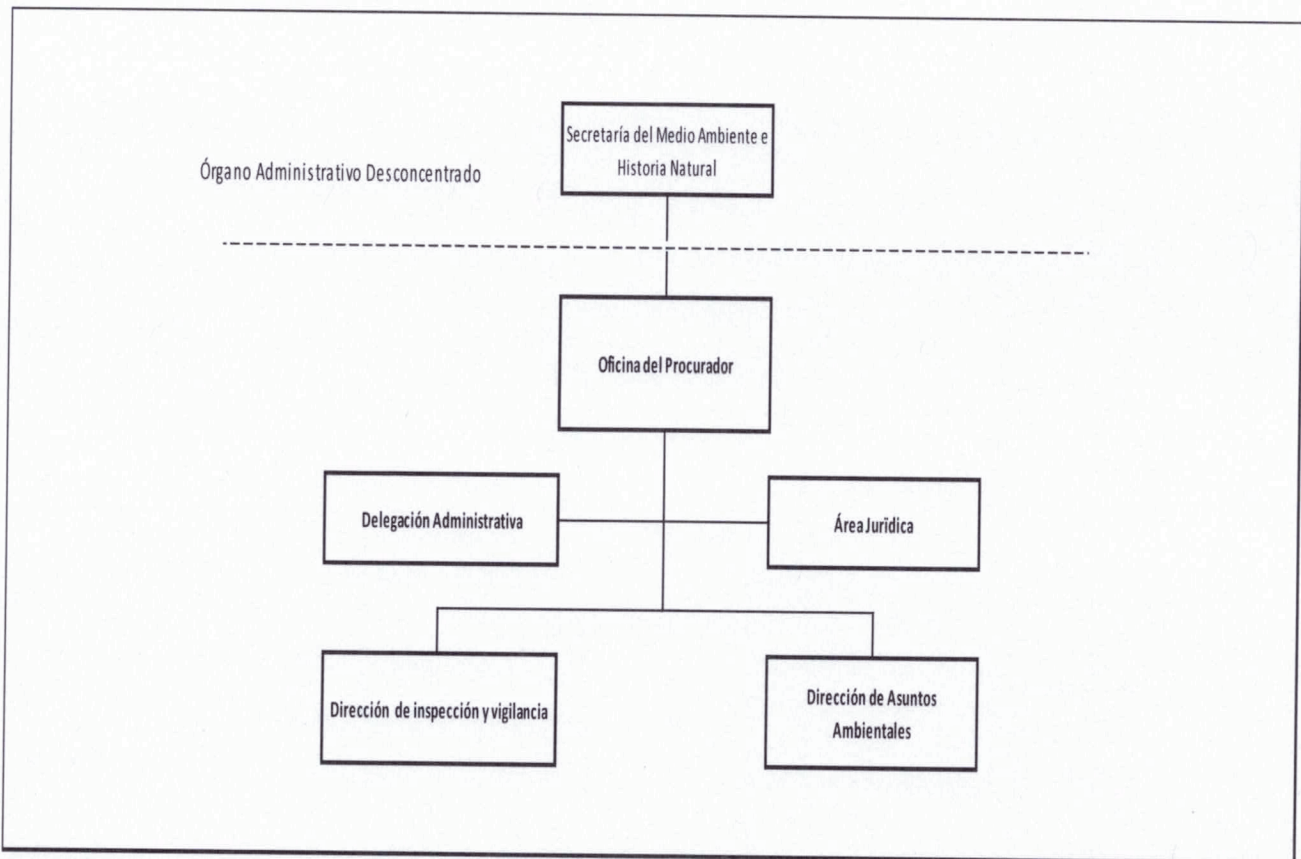 Secretaría del Medio Ambiente e
Historia Natural
Órgano Administrativo Desconcentrado
Oficina del Procurador
Delegación Administrativa
Área Jurïdica
Dirección de inspección y vigilancia
Dirección de Asuntos
Ambientales